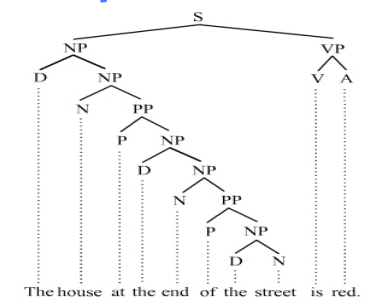 S
NP VP
D NP V A
N PP
P NP
D NP
N PP
P NP
D N
The house at the end of the street is red.